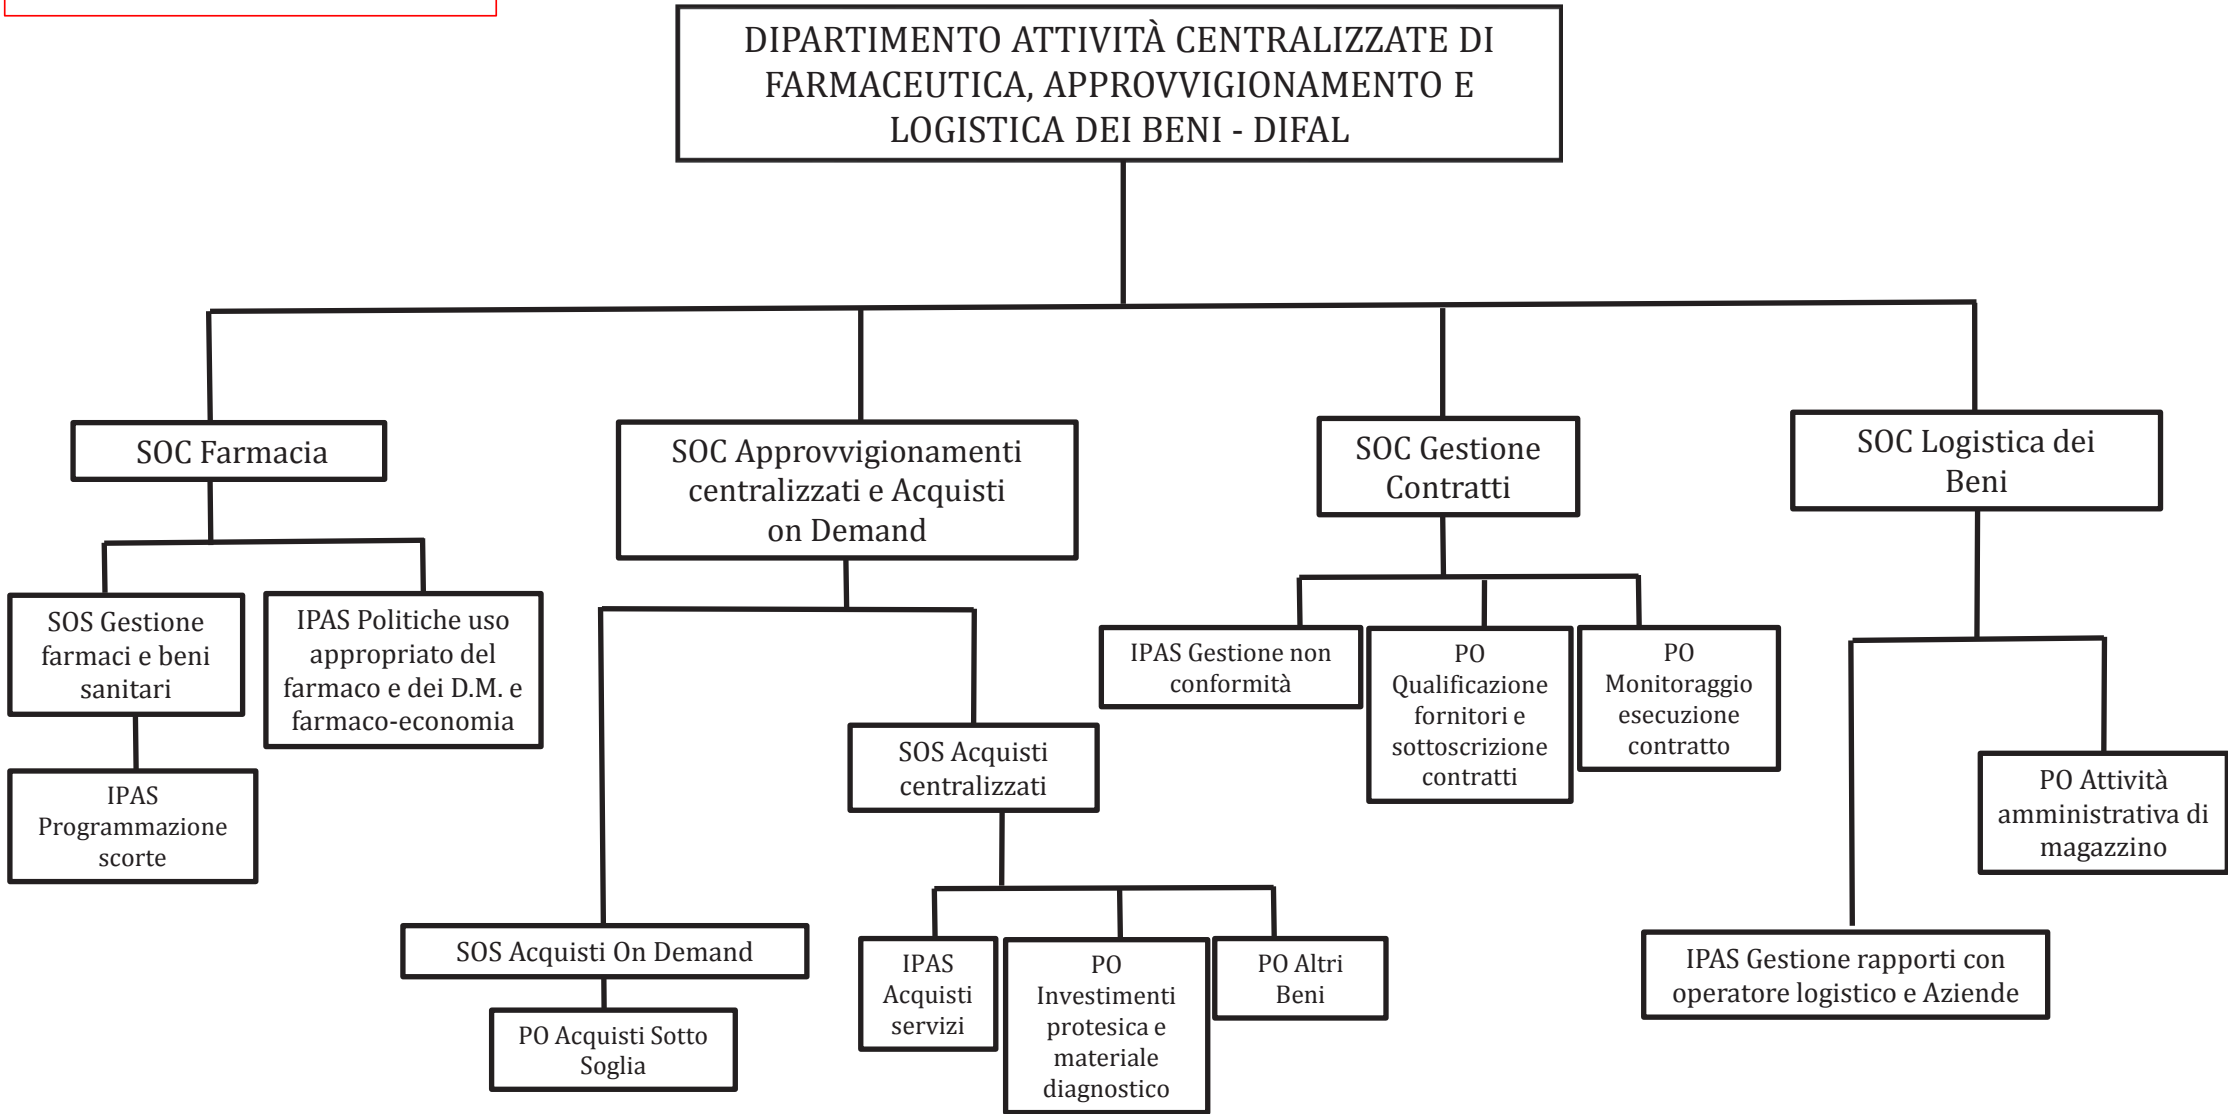 DIPARTIMENTO ATTIVITÀ CENTRALIZZATE DI
FARMACEUTICA, APPROVVIGIONAMENTO E
LOGISTICA DEI BENI - DIFAL
SOC Farmacia
SOC Approvvigionamenti
centralizzati e Acquisti
on Demand
SOC Gestione
Contratti
SOC Logistica dei
Beni
SOS Gestione
farmaci e beni
sanitari
IPAS Politiche uso
appropriato del
farmaco e dei D.M. e
farmaco-economia
IPAS
Programmazione
scorte
SOS Acquisti On Demand
PO Acquisti Sotto
Soglia
SOS Acquisti
centralizzati
IPAS
Acquisti
servizi
PO
Investimenti
protesica e
materiale
diagnostico
PO Altri
Beni
IPAS Gestione non
conformità
PO
Qualificazione
fornitori e
sottoscrizione
contratti
PO
Monitoraggio
esecuzione
contratto
PO Attività
amministrativa di
magazzino
IPAS Gestione rapporti con
operatore logistico e Aziende